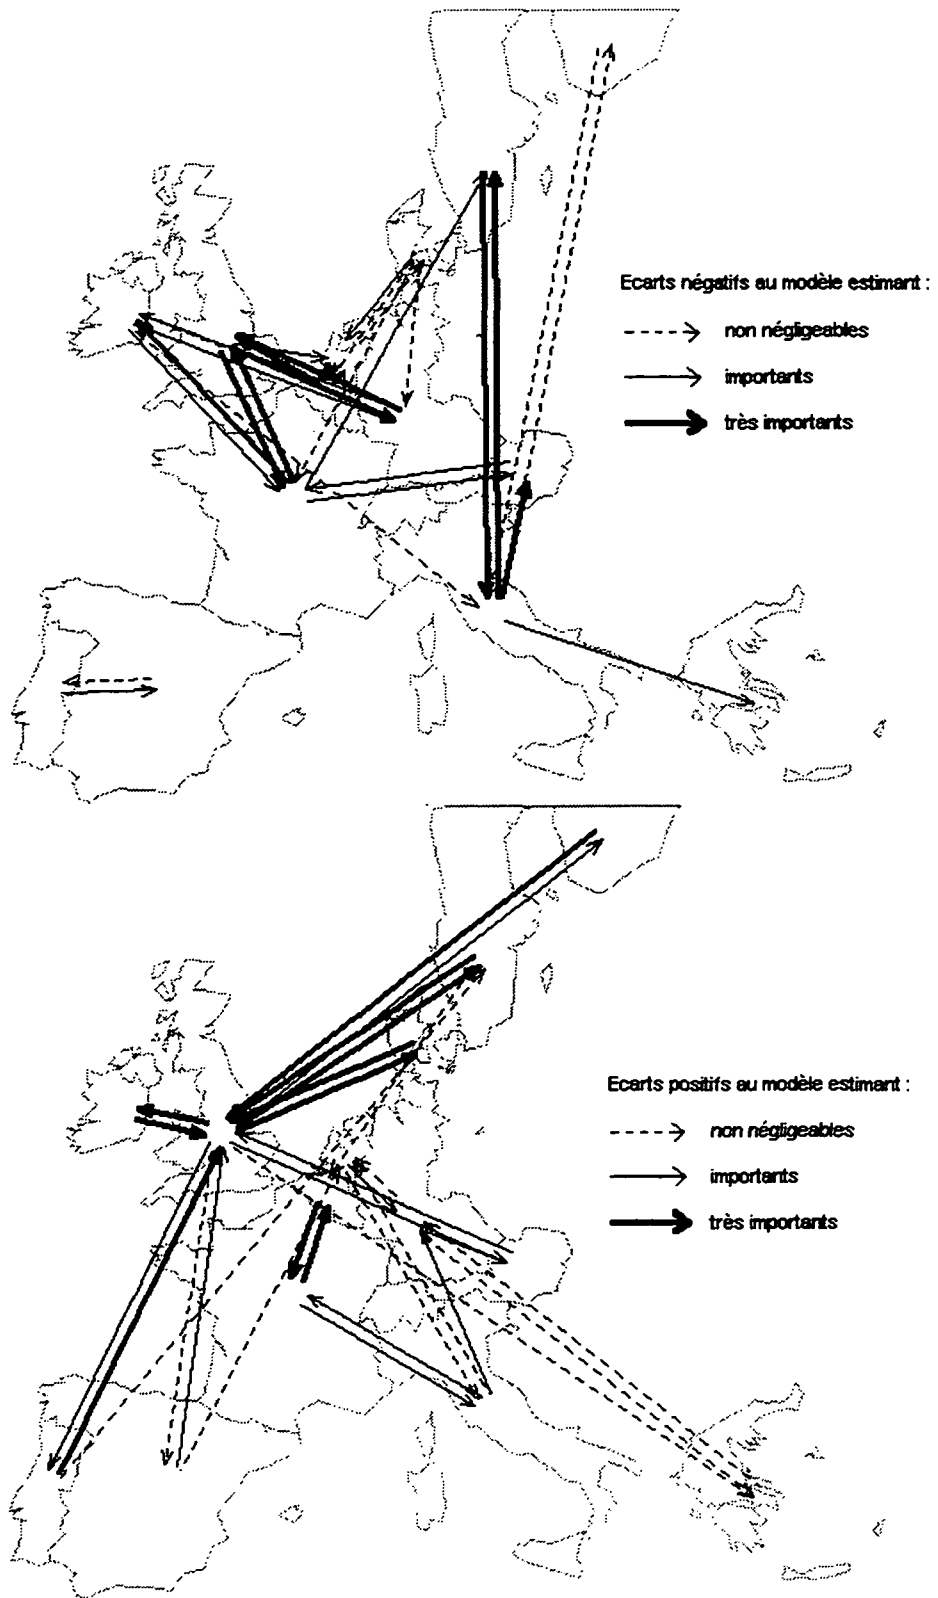 Ecarts négatifs au modèle estimant :
non négligeables
importants
très importants
Ecarts positifs au modèle estimant :
non négligeables
importants
très importants